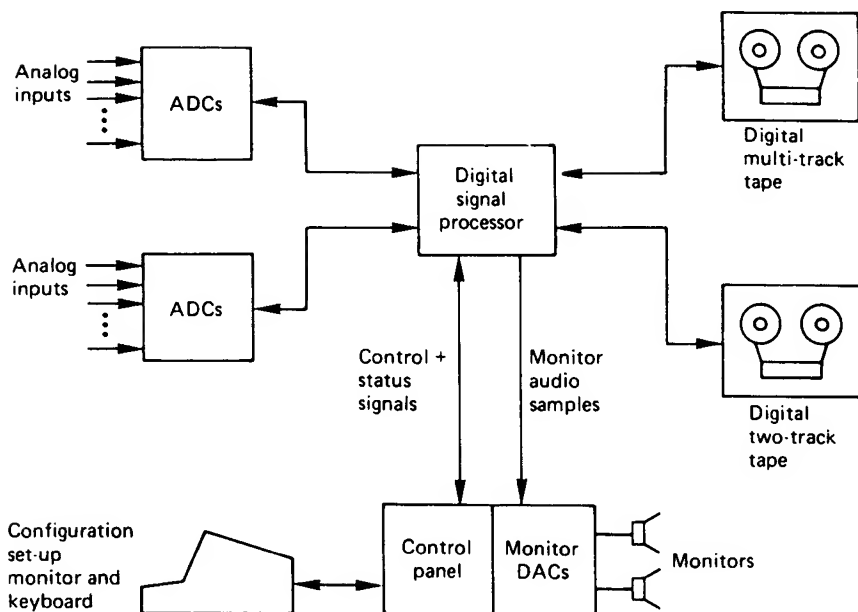 Analog
inputs
ADCs
Digital
signal
processor
Digital
multi-track
tape
Analog
inputs
ADCs
Control +
status
signals
Monitor
audio
samples
Digital
two-track
tape
Configuration
set-up
monitor and
keyboard
Control
panel
Monitor
DACs
Monitors